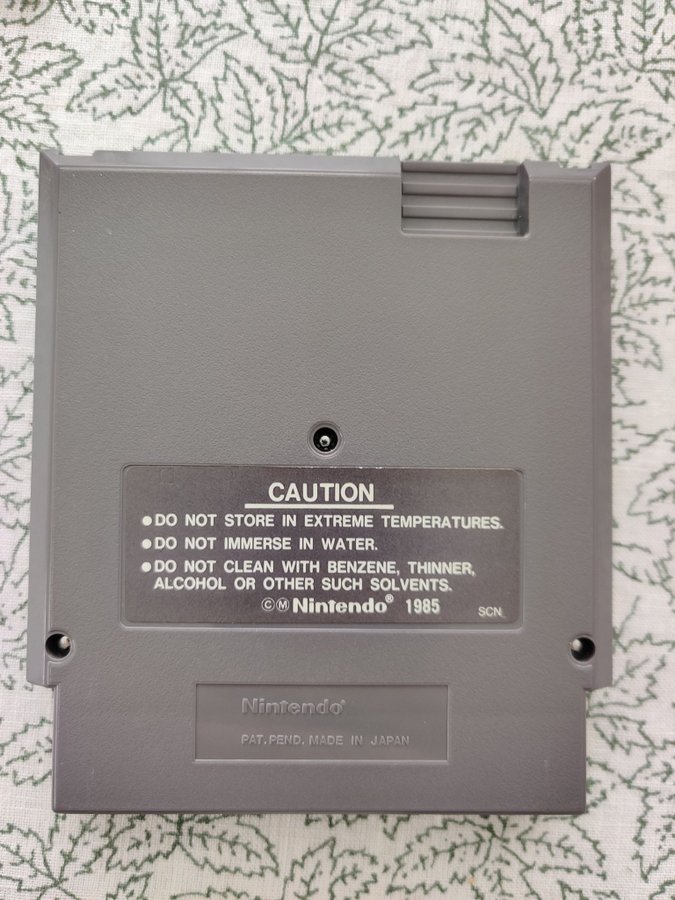 CAUTION
●DO NOT STORE IN EXTREME TEMPERATURES.
●DO NOT IMMERSE IN WATER.
●DO NOT CLEAN WITH BENZENE, THINNER,
ALCOHOL OR OTHER SUCH SOLVENTS.
©Ⓜ Nintendo® 1985 SCN
Nintendo®
PAT. PEND. MADE IN JAPAN